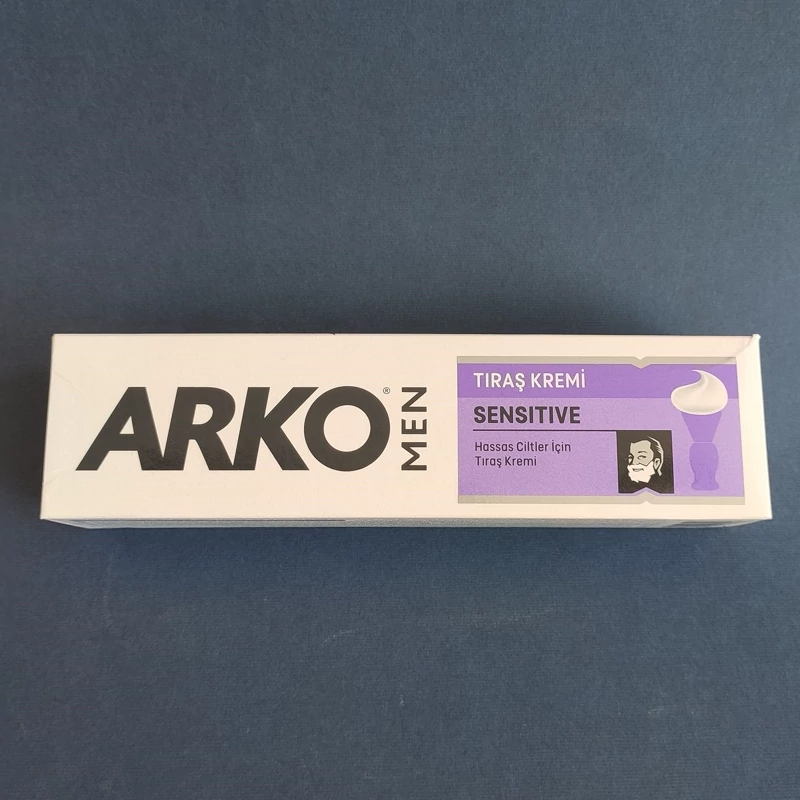 ARKO®
MEN
TIRAŞ KREMİ
SENSITIVE
Hassas Ciltler İçin
Tıraş Kremi